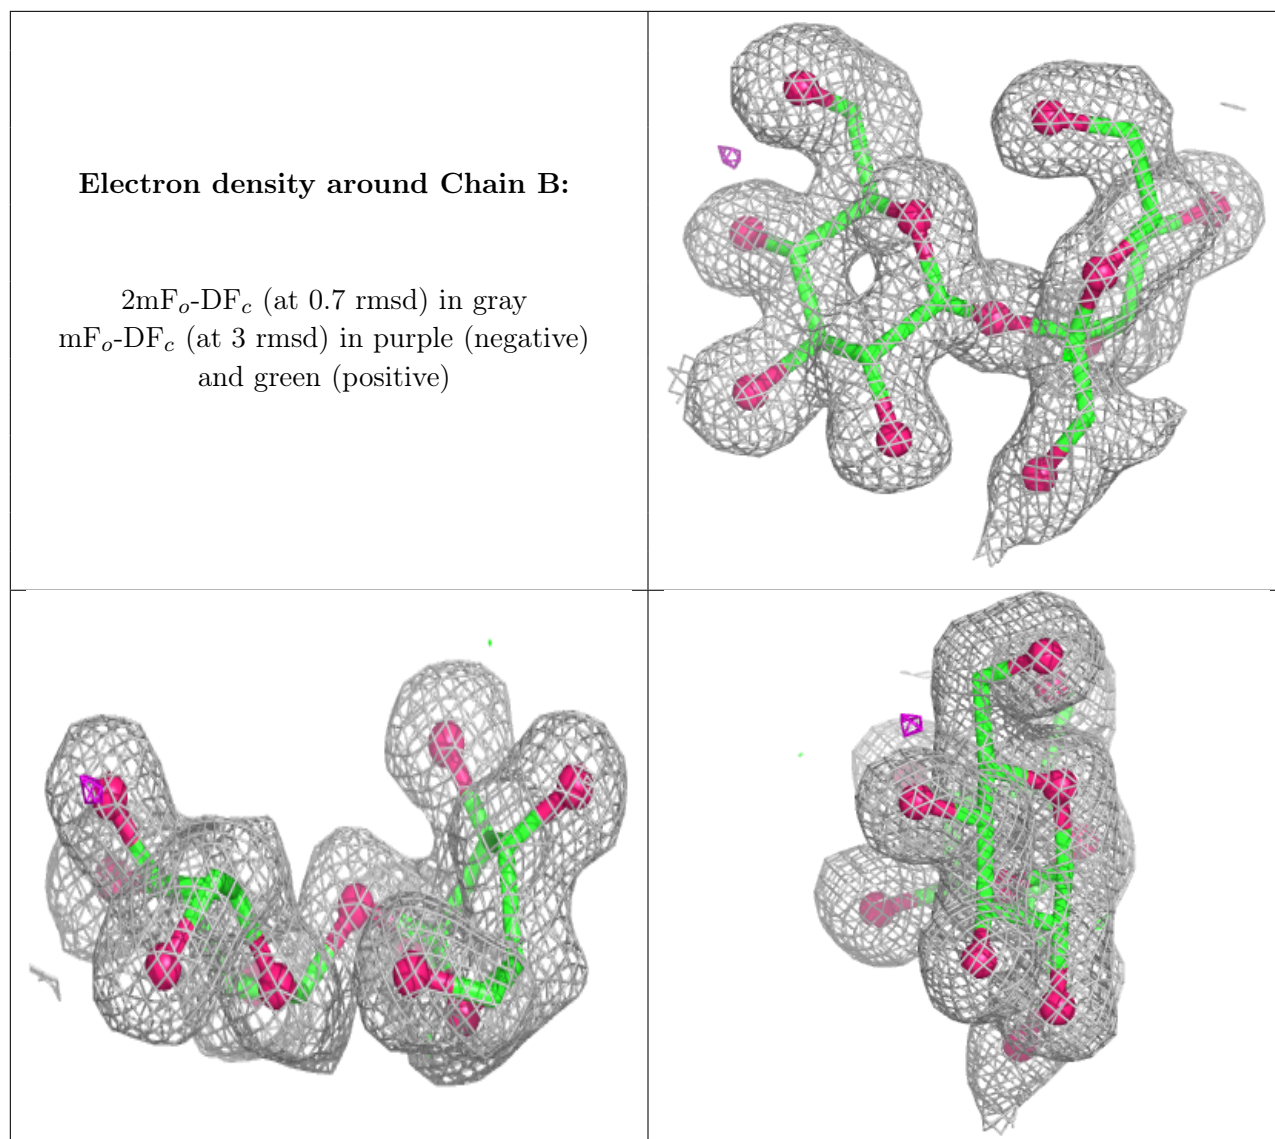 Electron density around Chain B:
2mFo-DFc (at 0.7 rmsd) in gray
mFo-DFc (at 3 rmsd) in purple (negative)
and green (positive)